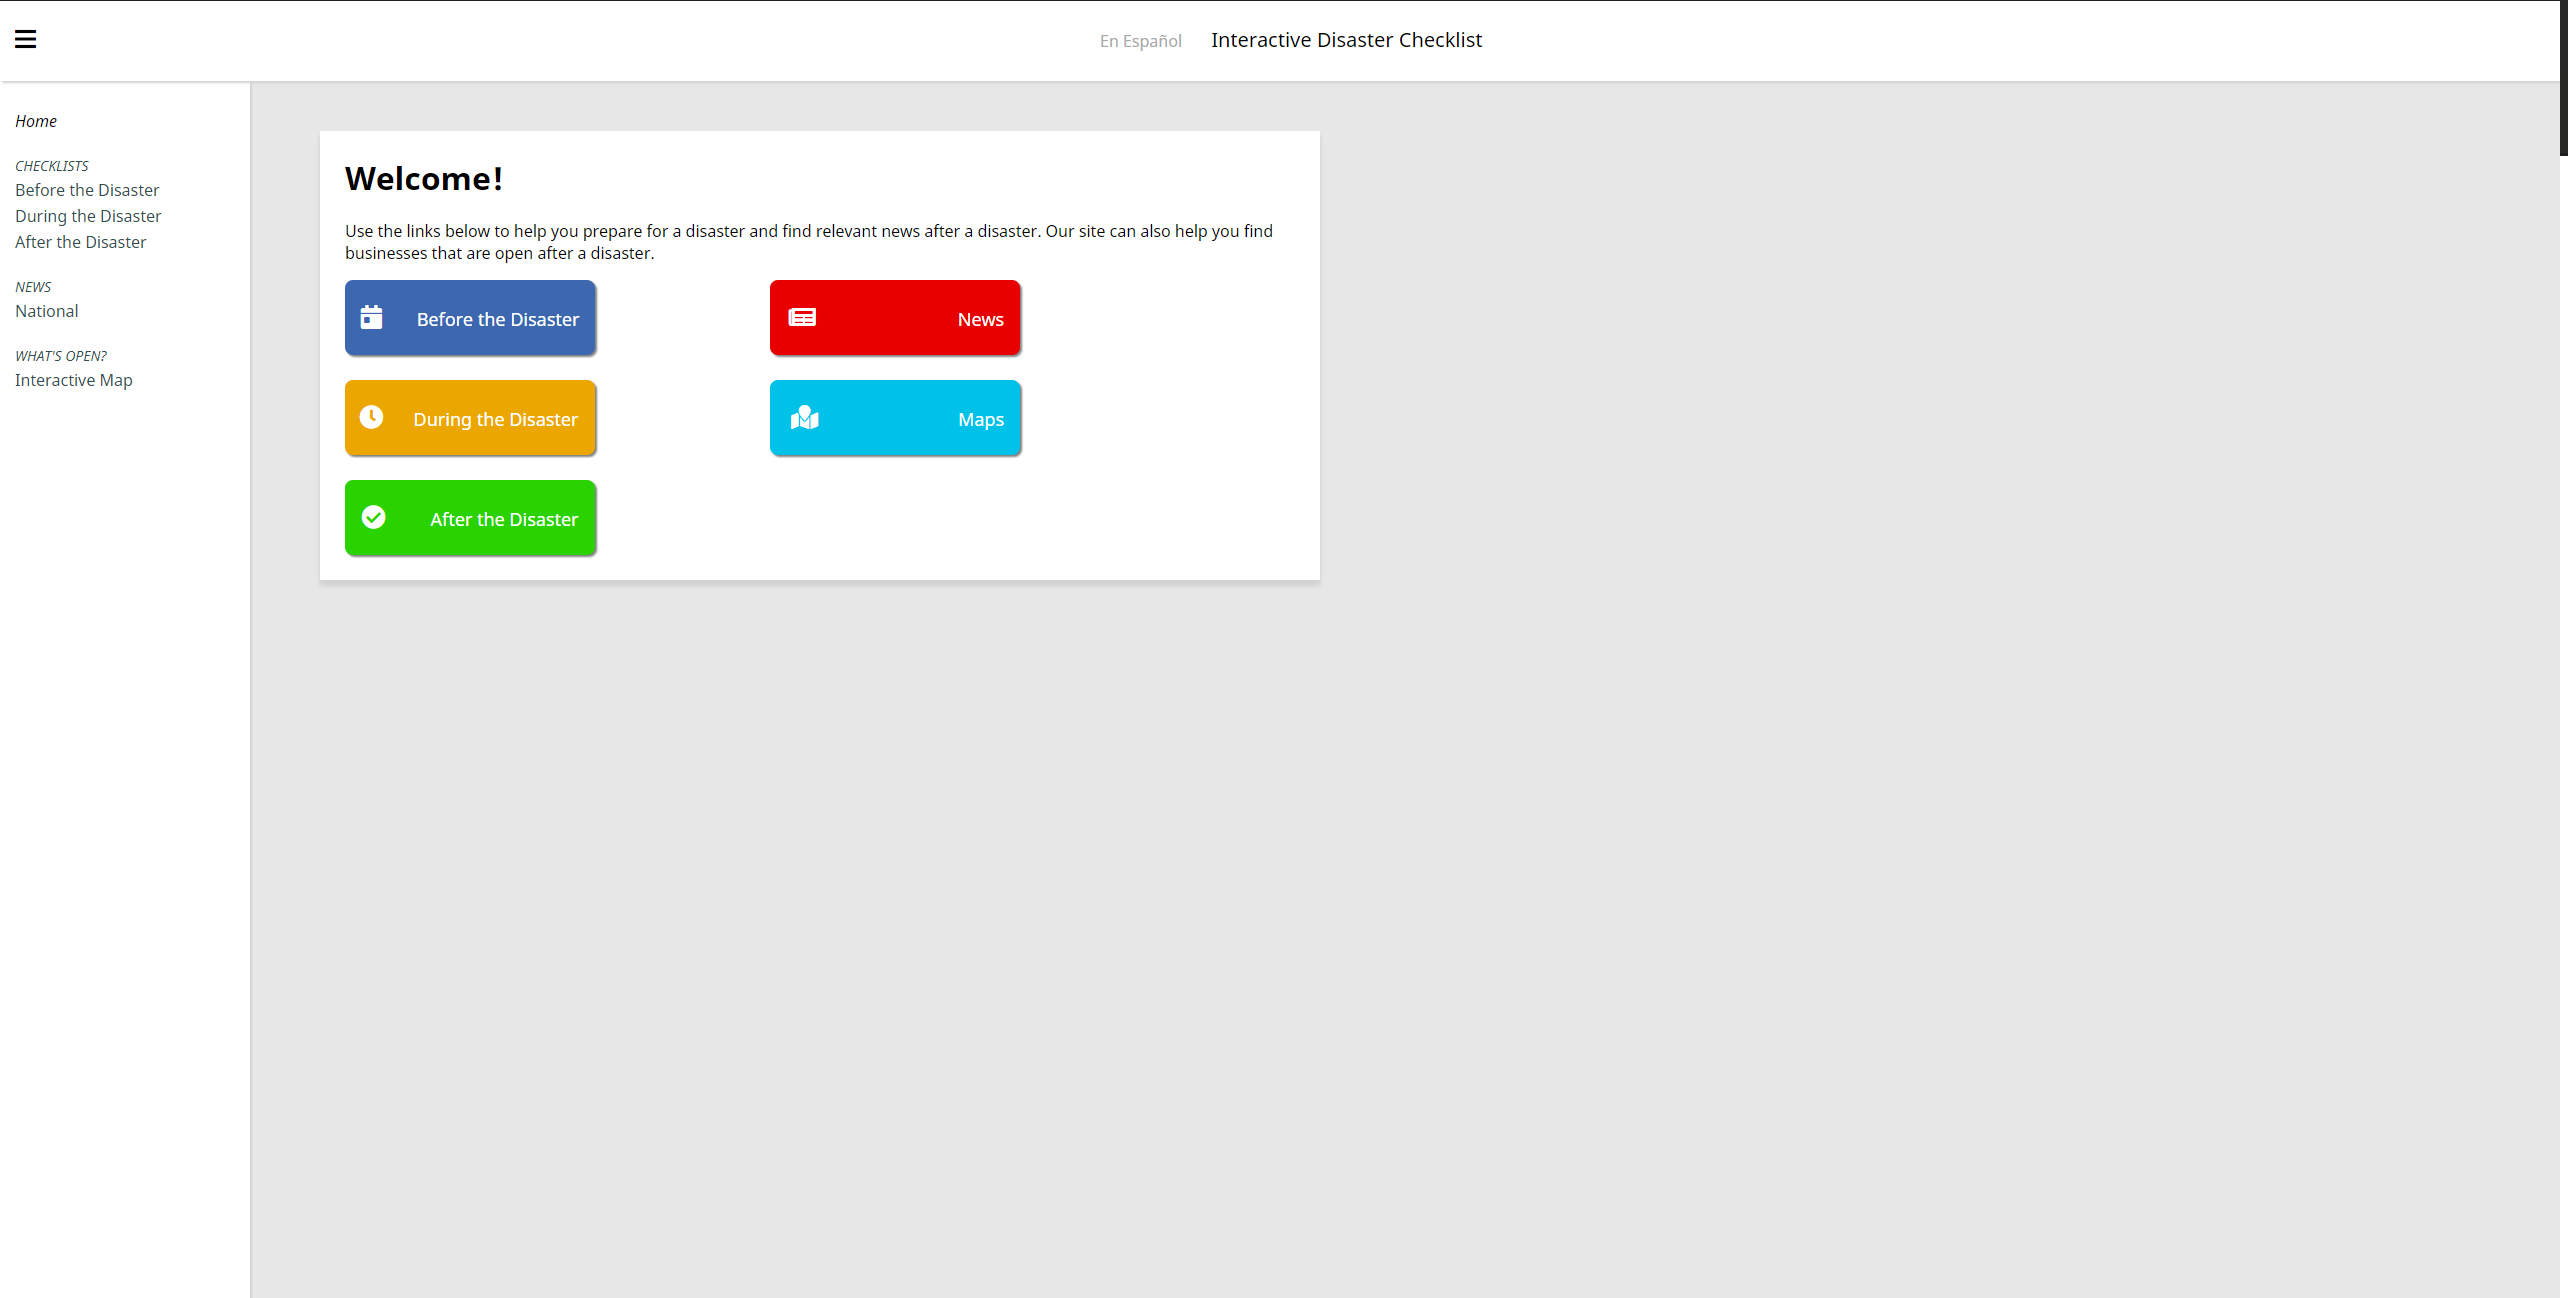 En Español Interactive Disaster Checklist
Home
CHECKLISTS
Before the Disaster
During the Disaster
After the Disaster
NEWS
National
WHAT'S OPEN?
Interactive Map
Welcome!
Use the links below to help you prepare for a disaster and find relevant news after a disaster. Our site can also help you find
businesses that are open after a disaster.
Before the Disaster
News
During the Disaster
Maps
After the Disaster